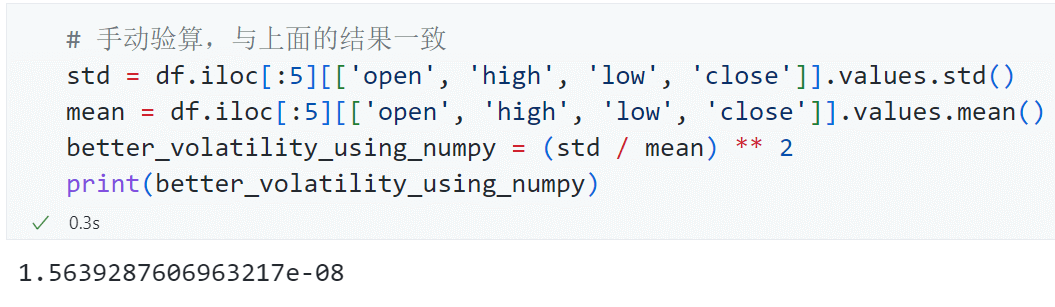 # 手动验算，与上面的结果一致
std = df.iloc[:5][['open', 'high', 'low', 'close']].values.std()
mean = df.iloc[:5][['open', 'high', 'low', 'close']].values.mean()
better_volatility_using_numpy = (std / mean) ** 2
print(better_volatility_using_numpy)
0.3s
1.5639287606963217e-08